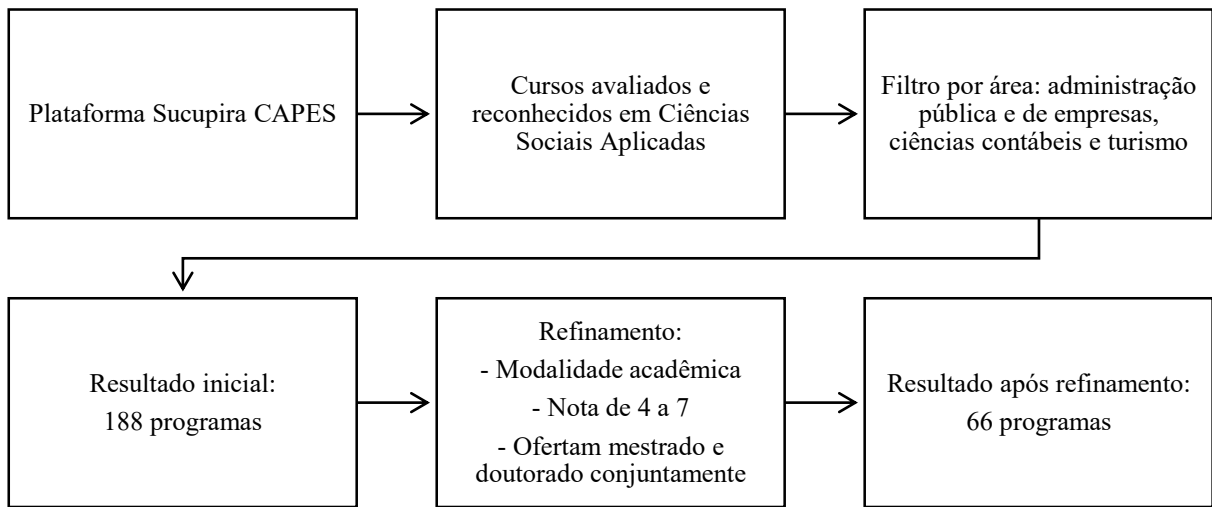 Plataforma Sucupira CAPES
Cursos avaliados e
reconhecidos em Ciências
Sociais Aplicadas
Filtro por área: administração
pública e de empresas,
ciências contábeis e turismo
Resultado inicial:
188 programas
Refinamento:
- Modalidade acadêmica
- Nota de 4 a 7
- Ofertam mestrado e
doutorado conjuntamente
Resultado após refinamento:
66 programas